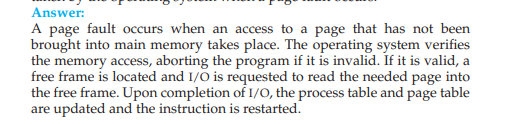 Answer:
A page fault occurs when an access to a page that has not been
brought into main memory takes place. The operating system verifies
the memory access, aborting the program if it is invalid. If it is valid, a
free frame is located and I/O is requested to read the needed page into
the free frame. Upon completion of I/O, the process table and page table
are updated and the instruction is restarted.